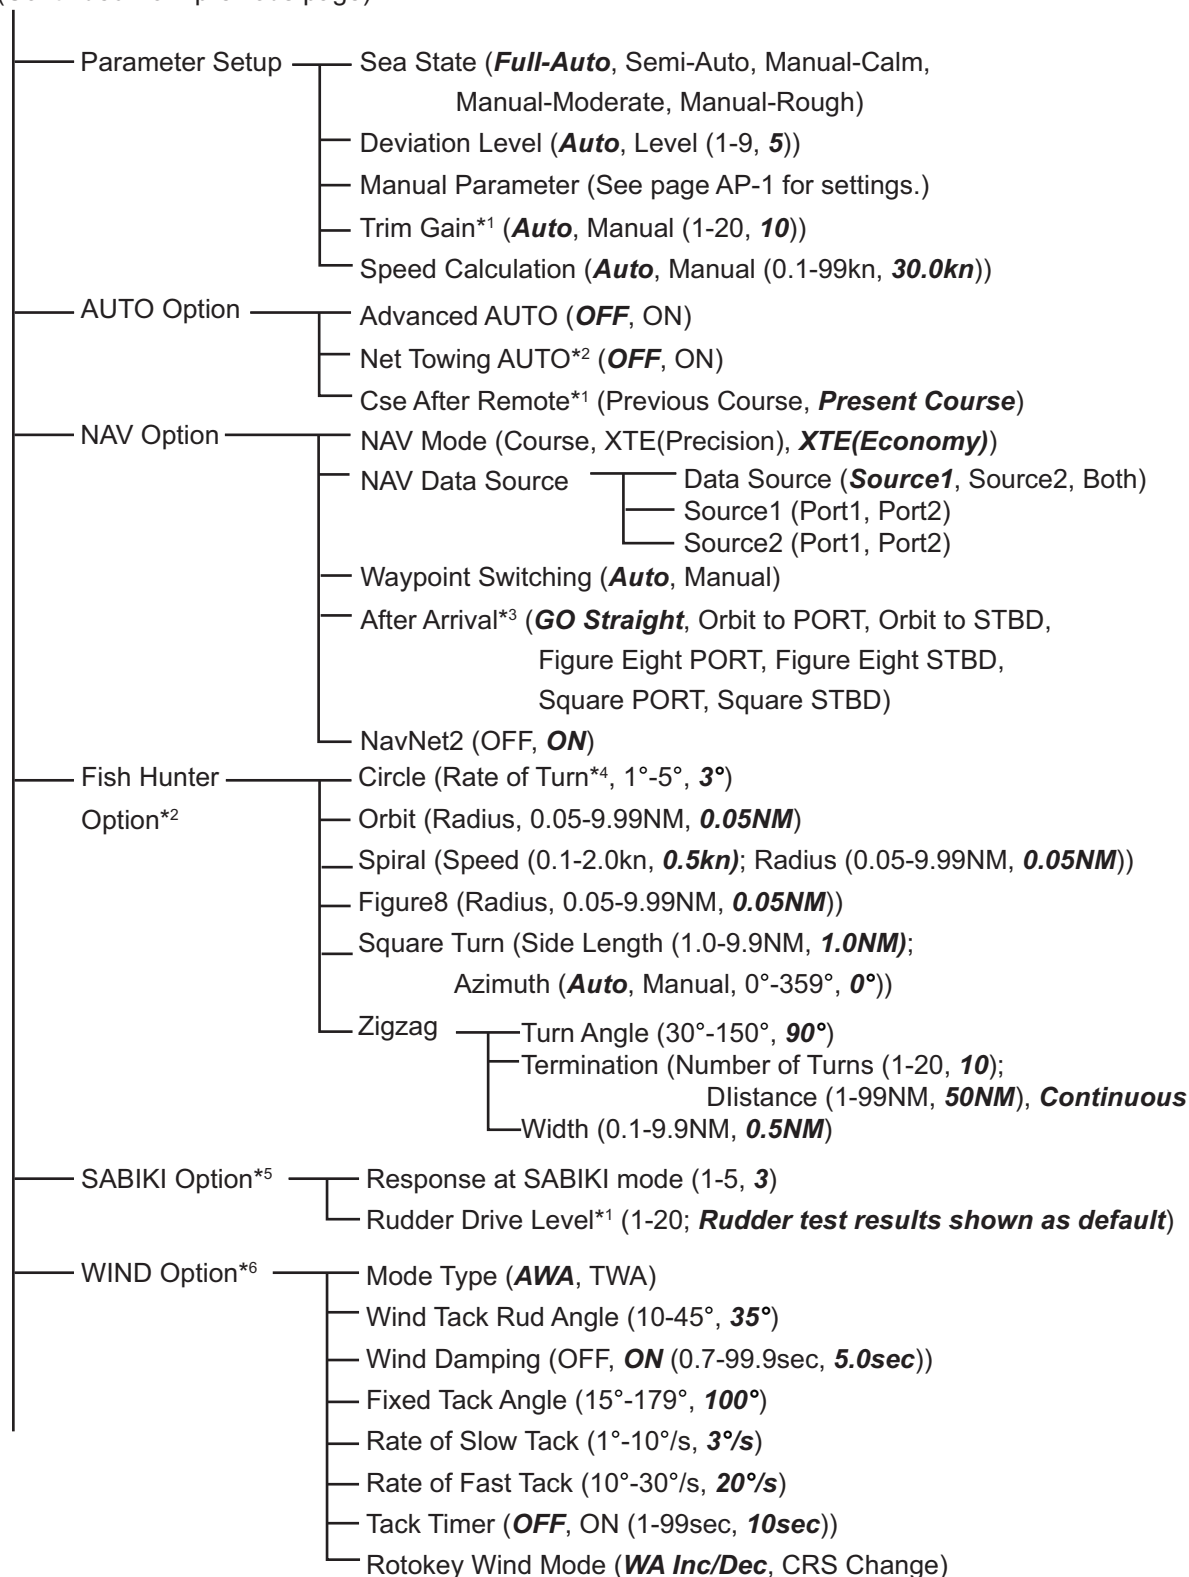 (Continued from previous page)
Parameter Setup
Sea State (Full-Auto, Semi-Auto, Manual-Calm,
Manual-Moderate, Manual-Rough)
Deviation Level (Auto, Level (1-9, 5))
Manual Parameter (See page AP-1 for settings.)
Trim Gain*1 (Auto, Manual (1-20, 10))
Speed Calculation (Auto, Manual (0.1-99kn, 30.0kn))
AUTO Option
Advanced AUTO (OFF, ON)
Net Towing AUTO*2 (OFF, ON)
Cse After Remote*1 (Previous Course, Present Course)
NAV Option
NAV Mode (Course, XTE(Precision), XTE(Economy))
NAV Data Source
Data Source (Source1, Source2, Both)
Source1 (Port1, Port2)
Source2 (Port1, Port2)
Waypoint Switching (Auto, Manual)
After Arrival*3 (GO Straight, Orbit to PORT, Orbit to STBD,
Figure Eight PORT, Figure Eight STBD,
Square PORT, Square STBD)
NavNet2 (OFF, ON)
Fish Hunter
Option*2
Circle (Rate of Turn*4, 1°-5°, 3°)
Orbit (Radius, 0.05-9.99NM, 0.05NM)
Spiral (Speed (0.1-2.0kn, 0.5kn); Radius (0.05-9.99NM, 0.05NM))
Figure8 (Radius, 0.05-9.99NM, 0.05NM))
Square Turn (Side Length (1.0-9.9NM, 1.0NM);
Azimuth (Auto, Manual, 0°-359°, 0°))
Zigzag
Turn Angle (30°-150°, 90°)
Termination (Number of Turns (1-20, 10);
DIistance (1-99NM, 50NM), Continuous
Width (0.1-9.9NM, 0.5NM)
SABIKI Option*5
Response at SABIKI mode (1-5, 3)
Rudder Drive Level*1 (1-20; Rudder test results shown as default)
WIND Option*6
Mode Type (AWA, TWA)
Wind Tack Rud Angle (10-45°, 35°)
Wind Damping (OFF, ON (0.7-99.9sec, 5.0sec))
Fixed Tack Angle (15°-179°, 100°)
Rate of Slow Tack (1°-10°/s, 3°/s)
Rate of Fast Tack (10°-30°/s, 20°/s)
Tack Timer (OFF, ON (1-99sec, 10sec))
Rotokey Wind Mode (WA Inc/Dec, CRS Change)